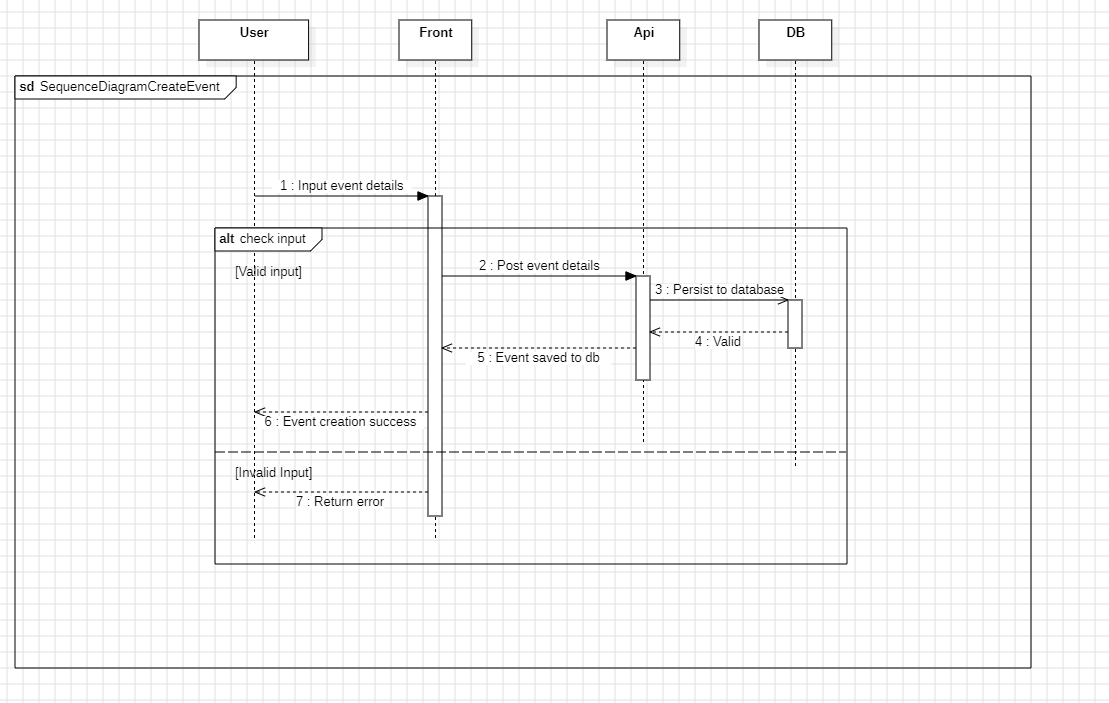 User
Front
Api
DB
sd SequenceDiagramCreateEvent
1 : Input event details
alt check input
[Valid input]
2 : Post event details
3 : Persist to database
4 : Valid
5 : Event saved to db
6 : Event creation success
[Invalid Input]
7 : Return error